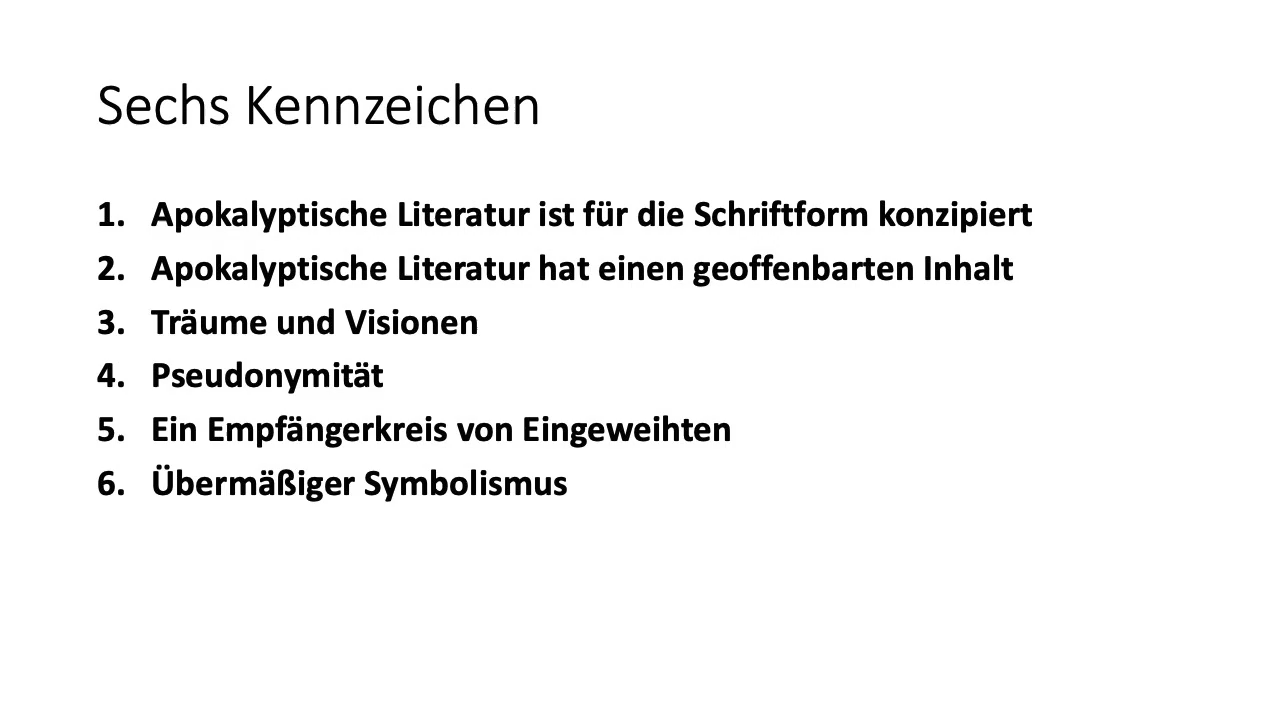 Sechs Kennzeichen
1. Apokalyptische Literatur ist für die Schriftform konzipiert
2. Apokalyptische Literatur hat einen geoffenbarten Inhalt
3. Träume und Visionen
4. Pseudonymität
5. Ein Empfängerkreis von Eingeweihten
6. Übermäßiger Symbolismus